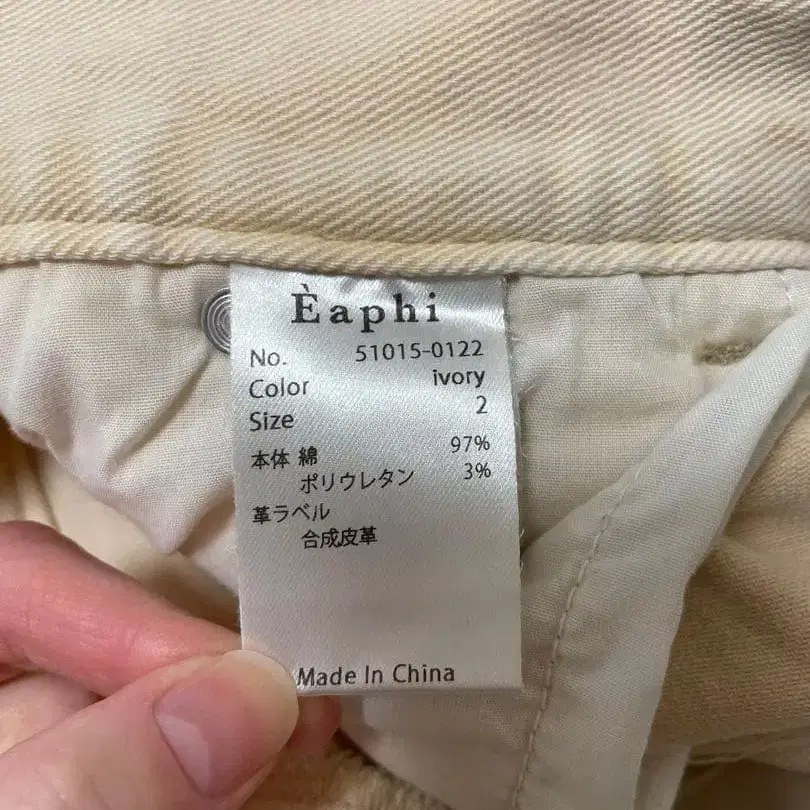 Èaphi
No. 51015-0122
Color ivory
Size 2
本体 綿 97%
ポリウレタン 3%
革ラベル
合成皮革
Made In China